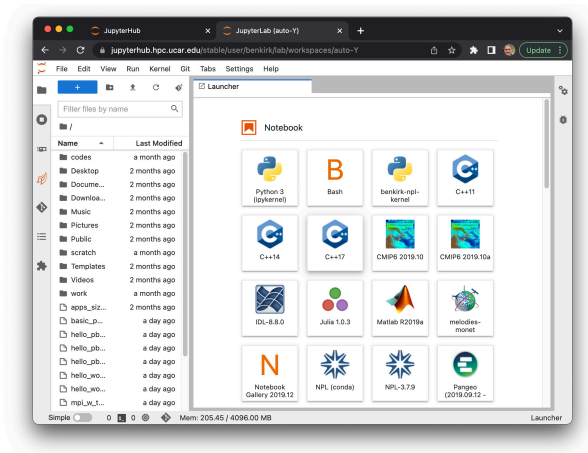 JupyterHub
JupyterLab (auto-Y)
jupyterhub.hpc.ucar.edu/stable/user/benkirk/lab/workspaces/auto-Y
Update
File Edit View Run Kernel Git Tabs Settings Help
Launcher
Filter files by name
/
Name Last Modified
codes a month ago
Desktop 2 months ago
Docume... 2 months ago
Downloa... 2 months ago
Music 2 months ago
Pictures 2 months ago
Public 2 months ago
scratch a month ago
Templates 2 months ago
Videos 2 months ago
work a month ago
apps_siz... 2 months ago
basic_p... a day ago
hello_pb... a day ago
hello_pb... a day ago
hello_pb... a day ago
hello_wo... a day ago
hello_wo... a day ago
mpi_w_t... a day ago
Notebook
Python 3
(ipykernel)
B
Bash
benkirk-npl-
kernel
C++11
C++14
C++17
CMIP6 2019.10
CMIP6 2019.10a
IDL-8.8.0
Julia 1.0.3
Matlab R2019a
melodies-
monet
N
Notebook
Gallery 2019.12
NPL (conda)
NPL-3.7.9
Pangeo
(2019.09.12 -
Simple 0 0 Mem: 205.45 / 4096.00 MB Launcher